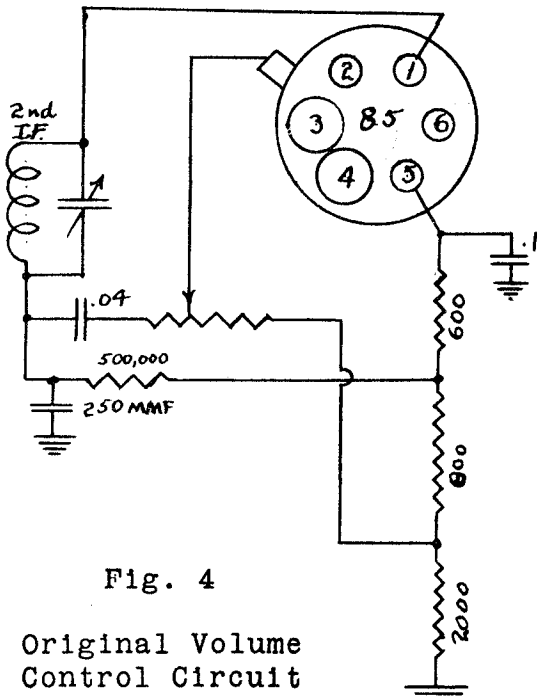 2nd
I.F.
2
1
3
85
6
4
5
.1
.04
600
500,000
250 MMF
800
2000
Fig. 4
Original Volume
Control Circuit